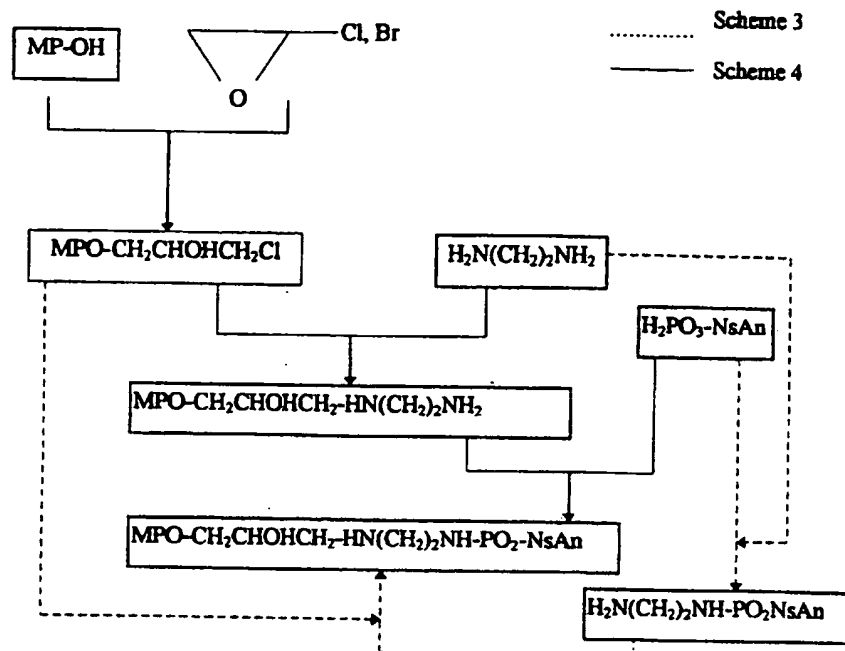 Scheme 3
MP-OH
Cl, Br
Scheme 4
O
MPO-CH₂CHOHCH₂Cl
H₂N(CH₂)₂NH₂
H₂PO₃-NsAn
MPO-CH₂CHOHCH₂-HN(CH₂)₂NH₂
MPO-CH₂CHOHCH₂-HN(CH₂)₂NH-PO₂-NsAn
H₂N(CH₂)₂NH-PO₂NsAn